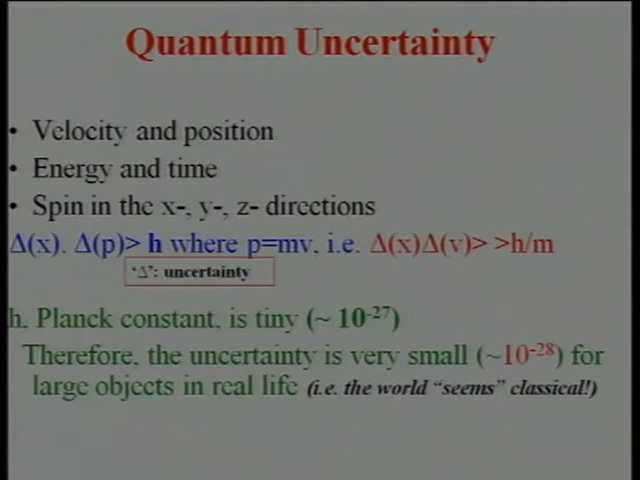 Quantum Uncertainty
• Velocity and position
• Energy and time
• Spin in the x-, y-, z- directions
Δ(x). Δ(p)> h where p=mv, i.e. Δ(x)Δ(v)> >h/m
‘Δ’: uncertainty
h, Planck constant, is tiny (~ 10⁻²⁷)
Therefore, the uncertainty is very small (~10⁻²⁸) for
large objects in real life (i.e. the world “seems” classical!)